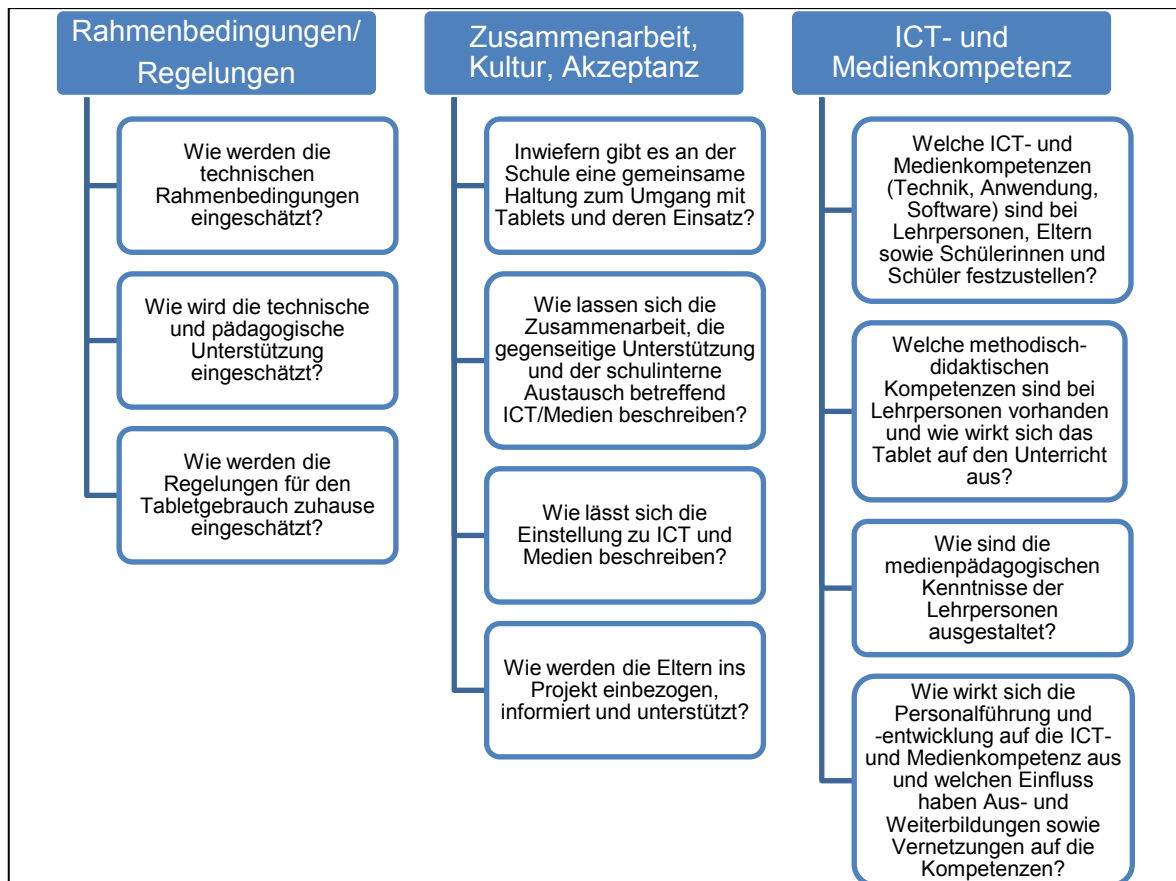 Rahmenbedingungen/
Regelungen
Wie werden die
technischen
Rahmenbedingungen
eingeschätzt?
Wie wird die technische
und pädagogische
Unterstützung
eingeschätzt?
Wie werden die
Regelungen für den
Tabletgebrauch zuhause
eingeschätzt?
Zusammenarbeit,
Kultur, Akzeptanz
Inwiefern gibt es an der
Schule eine gemeinsame
Haltung zum Umgang mit
Tablets und deren Einsatz?
Wie lassen sich die
Zusammenarbeit, die
gegenseitige Unterstützung
und der schulinterne
Austausch betreffend
ICT/Medien beschreiben?
Wie lässt sich die
Einstellung zu ICT und
Medien beschreiben?
Wie werden die Eltern ins
Projekt einbezogen,
informiert und unterstützt?
ICT- und
Medienkompetenz
Welche ICT- und
Medienkompetenzen
(Technik, Anwendung,
Software) sind bei
Lehrpersonen, Eltern
sowie Schülerinnen und
Schüler festzustellen?
Welche methodisch-
didaktischen
Kompetenzen sind bei
Lehrpersonen vorhanden
und wie wirkt sich das
Tablet auf den Unterricht
aus?
Wie sind die
medienpädagogischen
Kenntnisse der
Lehrpersonen
ausgestaltet?
Wie wirkt sich die
Personalführung und
-entwicklung auf die ICT-
und Medienkompetenz aus
und welchen Einfluss
haben Aus- und
Weiterbildungen sowie
Vernetzungen auf die
Kompetenzen?